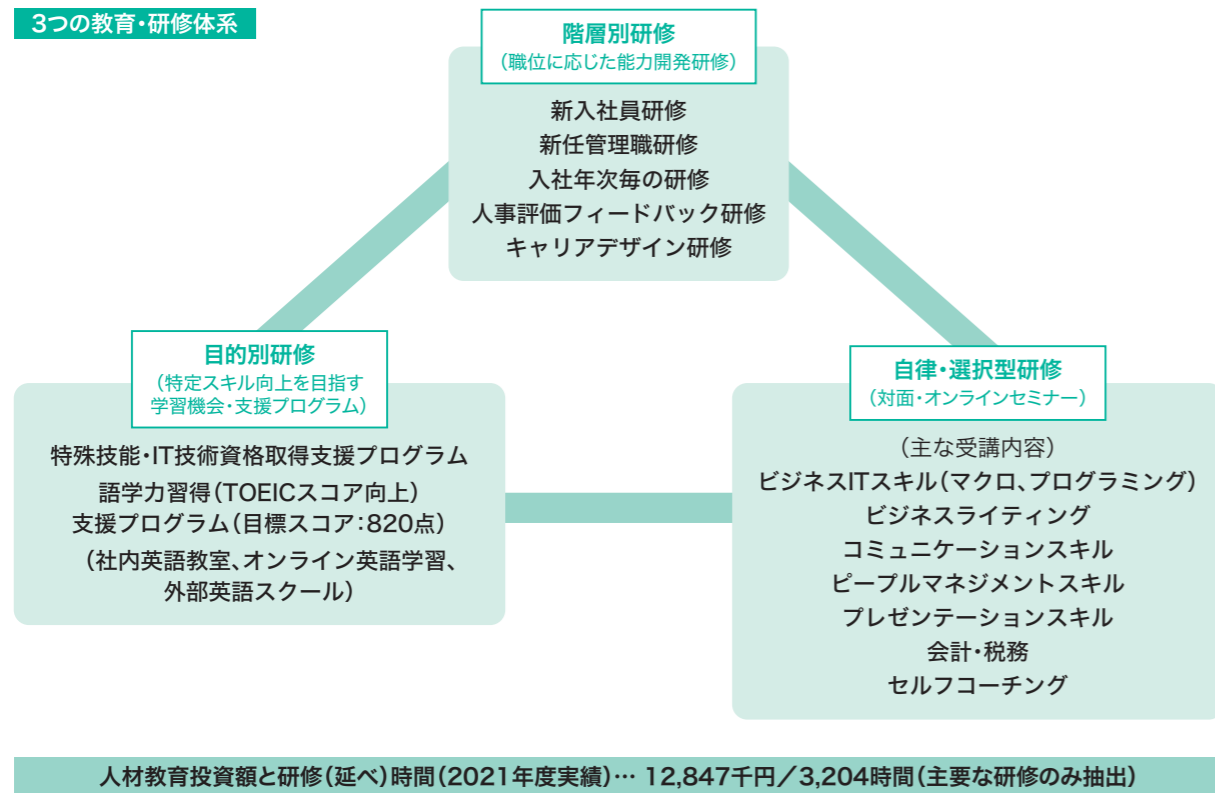 3つの教育・研修体系
階層別研修
（職位に応じた能力開発研修）
新入社員研修
新任管理職研修
入社年次毎の研修
人事評価フィードバック研修
キャリアデザイン研修
目的別研修
（特定スキル向上を目指す
学習機会・支援プログラム）
特殊技能・IT技術資格取得支援プログラム
語学力習得（TOEICスコア向上）
支援プログラム（目標スコア：820点）
（社内英語教室、オンライン英語学習、
外部英語スクール）
自律・選択型研修
（対面・オンラインセミナー）
（主な受講内容）
ビジネスITスキル（マクロ、プログラミング）
ビジネスライティング
コミュニケーションスキル
ピープルマネジメントスキル
プレゼンテーションスキル
会計・税務
セルフコーチング
人材教育投資額と研修（延べ）時間（2021年度実績）… 12,847千円／3,204時間（主要な研修のみ抽出）